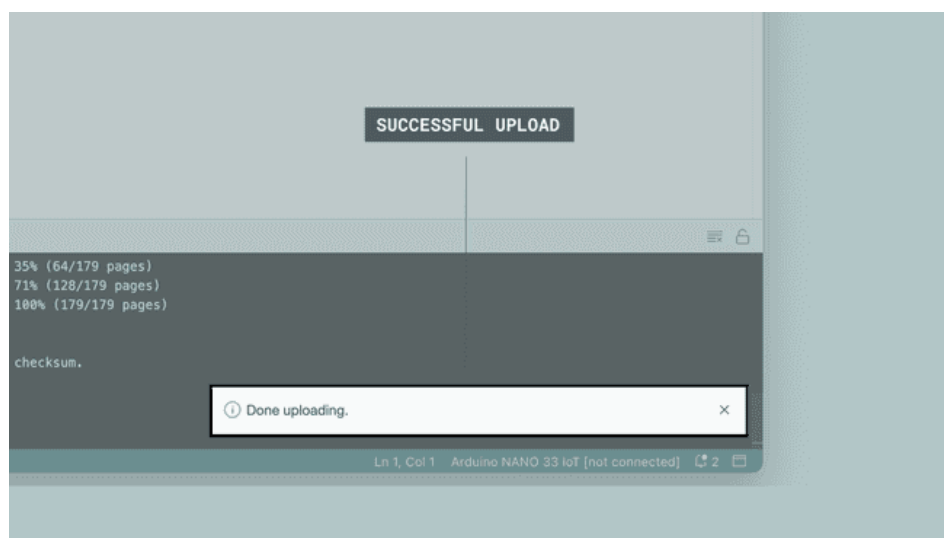 SUCCESSFUL UPLOAD
35% (64/179 pages)
71% (128/179 pages)
100% (179/179 pages)
checksum.
Done uploading.
Ln 1, Col 1 Arduino NANO 33 IoT [not connected] 2